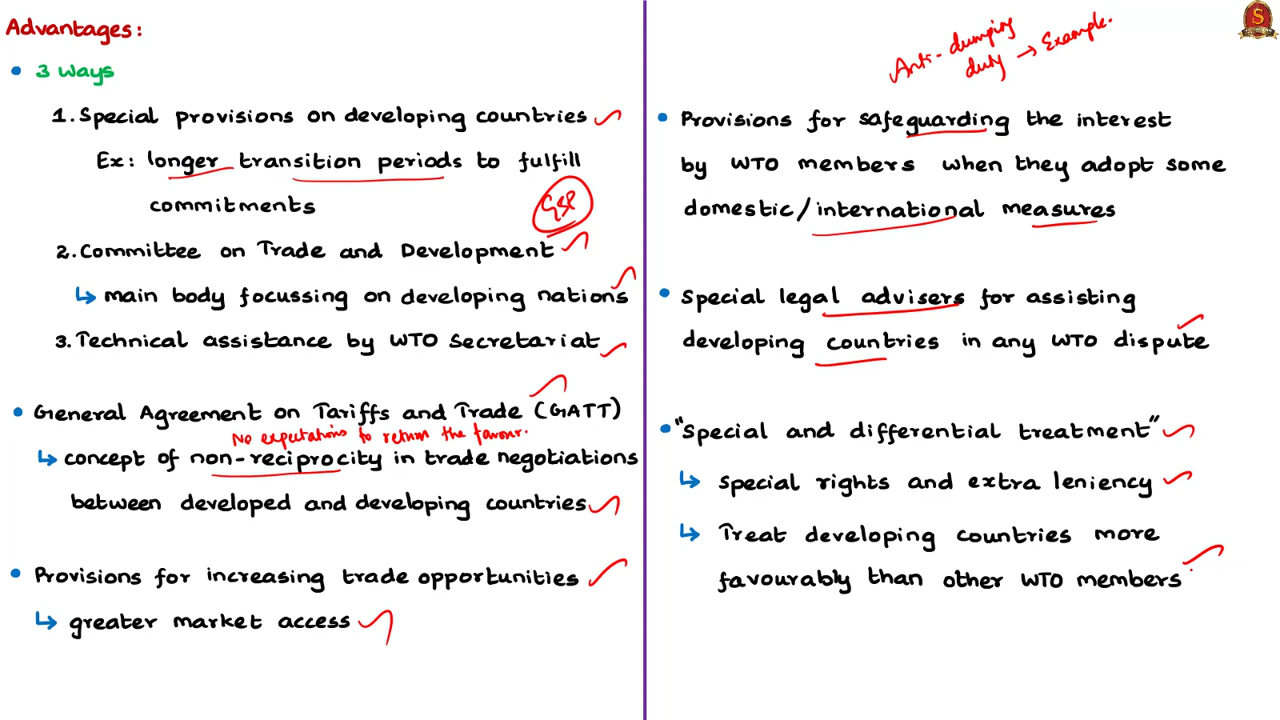 Advantages:
• 3 Ways
1. Special provisions on developing countries
Ex: longer transition periods to fulfill
commitments
GSP
2. Committee on Trade and Development
↳ main body focussing on developing nations
3. Technical assistance by WTO Secretariat
• General Agreement on Tariffs and Trade (GATT)
No expectations to return the favour.
↳ concept of non-reciprocity in trade negotiations
between developed and developing countries
• Provisions for increasing trade opportunities
↳ greater market access
Anti-dumping
duty → Example.
• Provisions for safeguarding the interest
by WTO members when they adopt some
domestic/international measures
• Special legal advisers for assisting
developing countries in any WTO dispute
• "Special and differential treatment"
↳ special rights and extra leniency
↳ Treat developing countries more
favourably than other WTO members
S